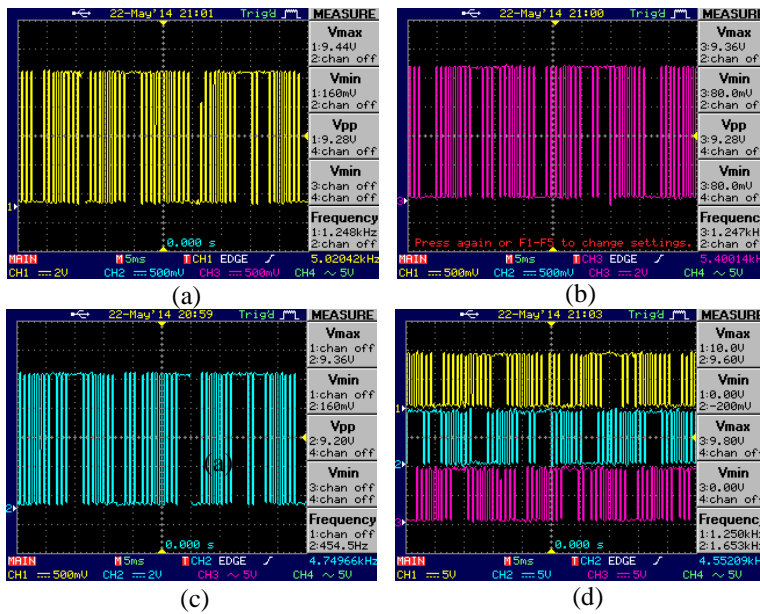 22-May'14 21:01 Trig'd MEASURE
Vmax
1:9.44V
2:chan off
Vmin
1:160mV
2:chan off
Vpp
1:9.28V
4:chan off
Vmin
3:chan off
4:chan off
Frequency
1:1.248kHz
2:chan off
1
0.000 s
MAIN M 5ms T CH1 EDGE 5.02042kHz
CH1 2V CH2 500mV CH3 500mV CH4 5V
(a)
22-May'14 21:00 Trig'd MEASURE
Vmax
3:9.36V
2:chan off
Vmin
3:80.0mV
2:chan off
Vpp
3:9.28V
4:chan off
Vmin
3:80.0mV
4:chan off
Frequency
3:1.247kHz
2:chan off
3
Press again or F1-F5 to change settings.
MAIN M 5ms T CH3 EDGE 5.40014kHz
CH1 500mV CH2 500mV CH3 2V CH4 5V
(b)
22-May'14 20:59 Trig'd MEASURE
Vmax
1:chan off
2:9.36V
Vmin
1:chan off
2:160mV
Vpp
2:9.20V
4:chan off
Vmin
3:chan off
4:chan off
Frequency
1:chan off
2:454.5Hz
(a)
2
0.000 s
MAIN M 5ms T CH2 EDGE 4.74966kHz
CH1 500mV CH2 2V CH3 5V CH4 5V
(c)
22-May'14 21:03 Trig'd MEASURE
Vmax
1:10.0V
2:9.60V
Vmin
1:0.00V
2:-200mV
Vmax
3:9.80V
4:chan off
Vmin
3:0.00V
4:chan off
Frequency
1:1.250kHz
2:1.653kHz
1
2
3
0.000 s
MAIN M 5ms T CH2 EDGE 4.55209kHz
CH1 5V CH2 5V CH3 5V CH4 5V
(d)